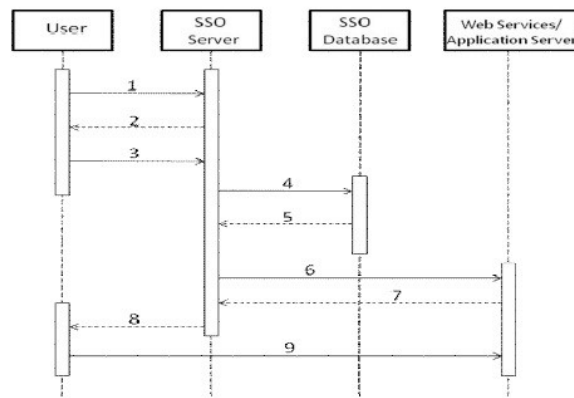 User
SSO
Server
SSO
Database
Web Services/
Application Server
1
2
3
4
5
6
7
8
9